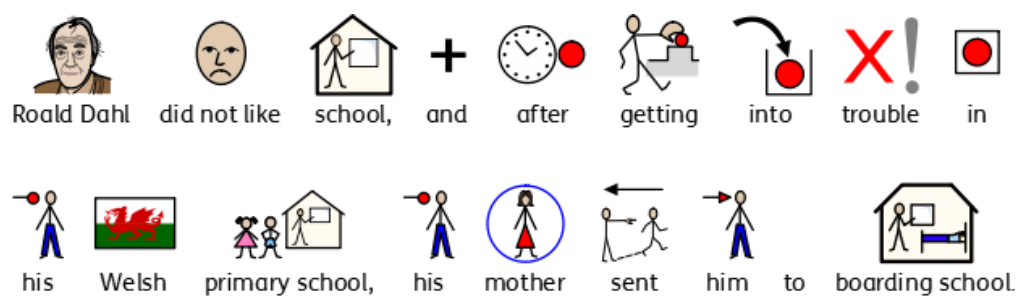 Roald Dahl did not like school, and after getting into trouble in
his Welsh primary school, his mother sent him to boarding school.